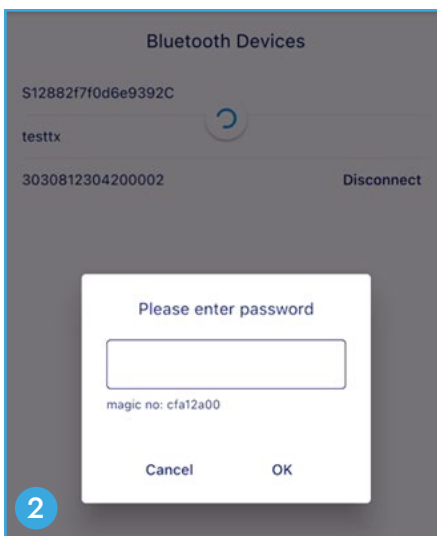 Bluetooth Devices
S12882f7f0d6e9392C
testtx
3030812304200002 Disconnect
Please enter password
magic no: cfa12a00
Cancel OK
2